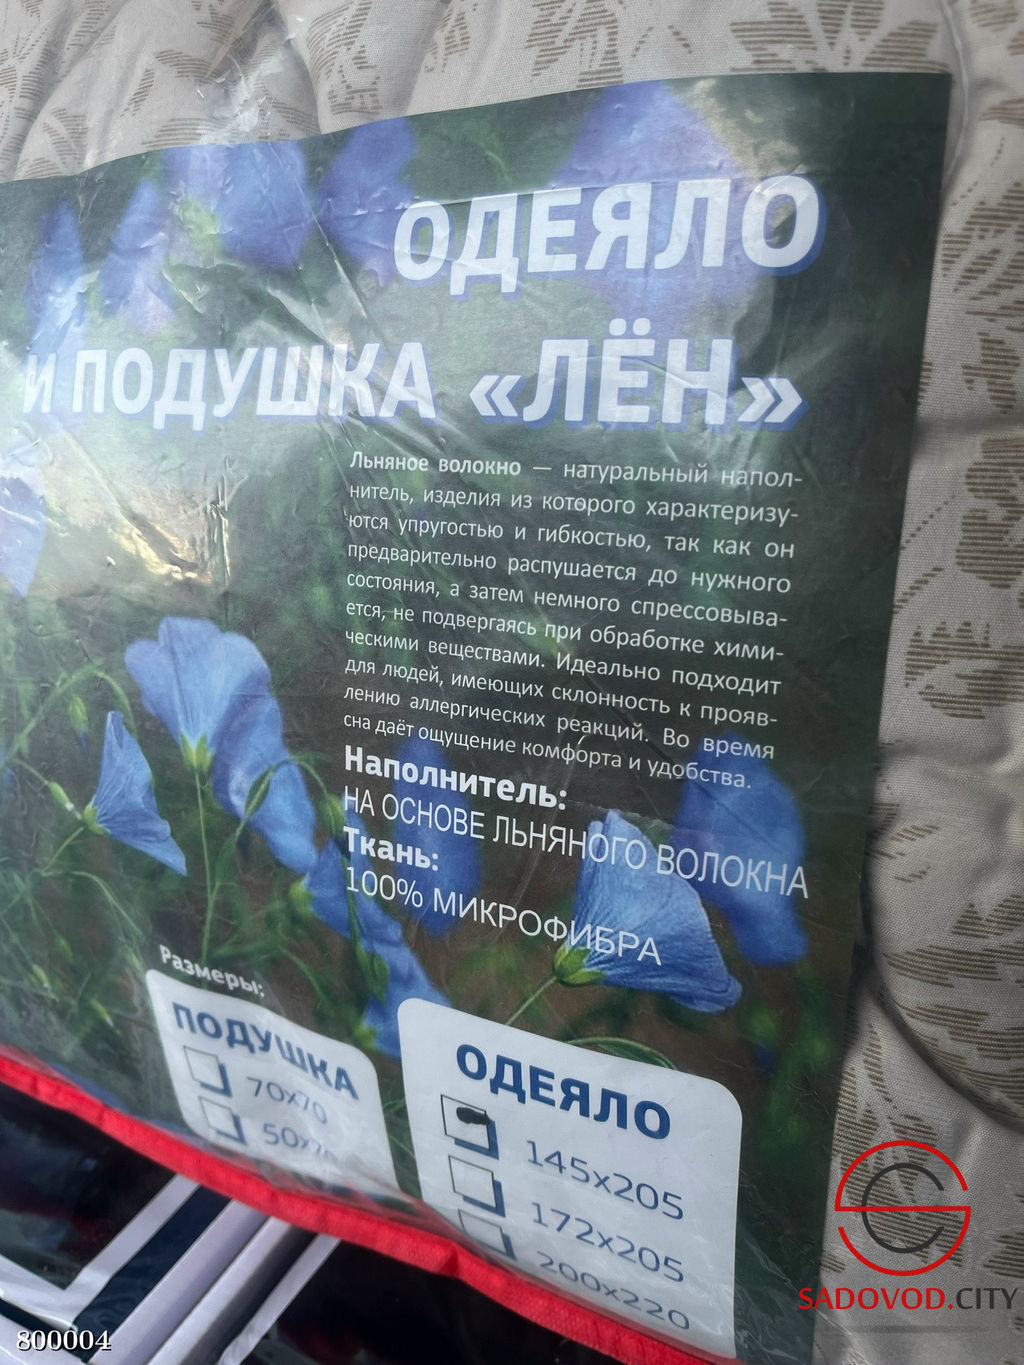 ОДЕЯЛО
И ПОДУШКА «ЛЁН»
Льняное волокно — натуральный напол-
нитель, изделия из которого характеризу-
ются упругостью и гибкостью, так как он
предварительно распушается до нужного
состояния, а затем немного спрессовыва-
ется, не подвергаясь при обработке хими-
ческими веществами. Идеально подходит
для людей, имеющих склонность к прояв-
лению аллергических реакций. Во время
сна даёт ощущение комфорта и удобства.
Наполнитель:
НА ОСНОВЕ ЛЬНЯНОГО ВОЛОКНА
Ткань:
100% МИКРОФИБРА
Размеры:
ПОДУШКА
70х70
50х70
ОДЕЯЛО
145х205
172х205
200х220
SADOVOD.CITY
800004